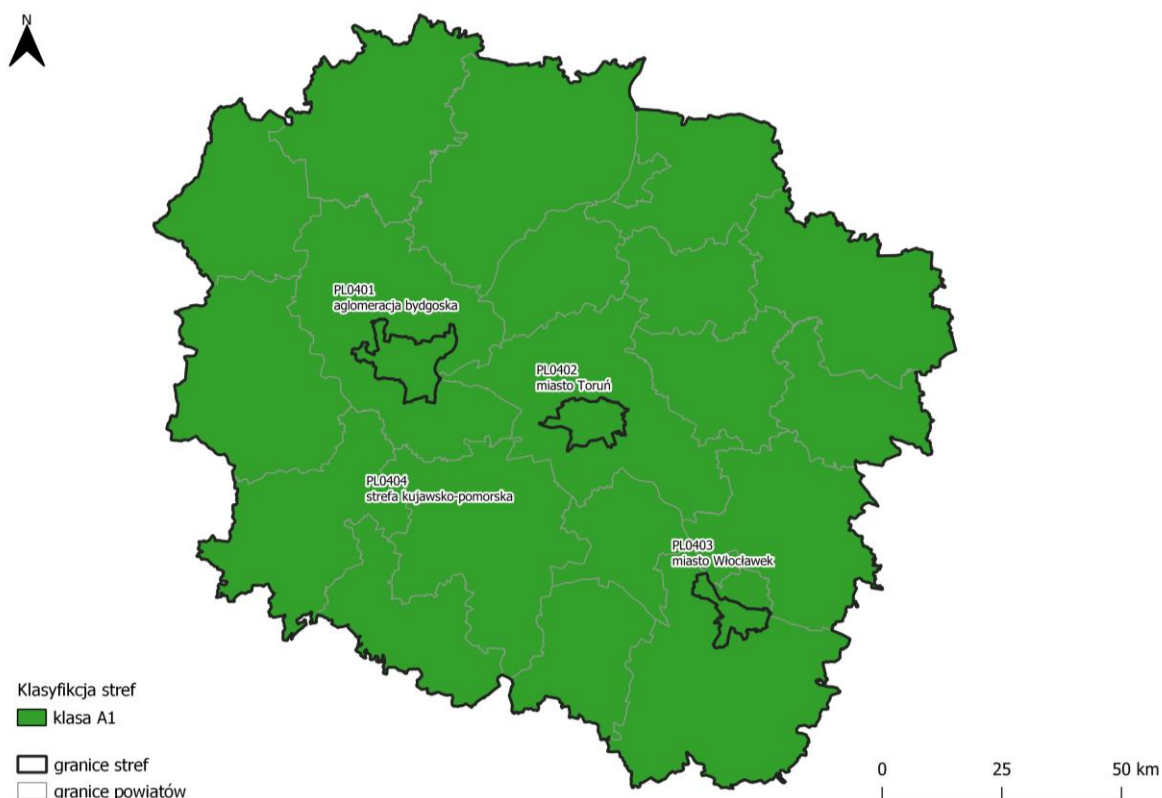 N
PL0401
aglomeracja bydgoska
PL0402
miasto Toruń
PL0404
strefa kujawsko-pomorska
PL0403
miasto Włocławek
Klasyfikcja stref
klasa A1
granice stref
granice powiatów
0 25 50 km